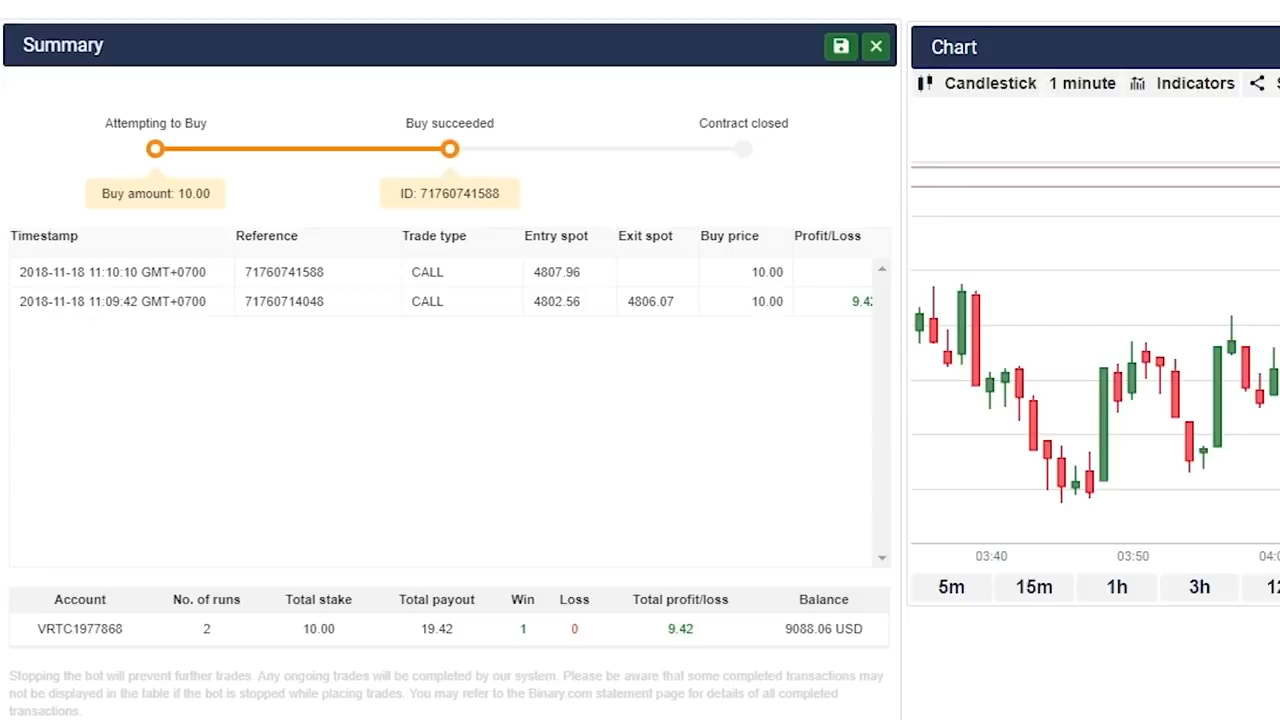 Summary
Attempting to Buy Buy succeeded Contract closed
Buy amount: 10.00 ID: 71760741588
Timestamp Reference Trade type Entry spot Exit spot Buy price Profit/Loss
2018-11-18 11:10:10 GMT+0700 71760741588 CALL 4807.96 10.00
2018-11-18 11:09:42 GMT+0700 71760714048 CALL 4802.56 4806.07 10.00 9.42
Account No. of runs Total stake Total payout Win Loss Total profit/loss Balance
VRTC1977868 2 10.00 19.42 1 0 9.42 9088.06 USD
Stopping the bot will prevent further trades. Any ongoing trades will be completed by our system. Please be aware that some completed transactions may
not be displayed in the table if the bot is stopped while placing trades. You may refer to the Binary.com statement page for details of all completed
transactions.
Chart
Candlestick 1 minute Indicators
03:40 03:50
5m 15m 1h 3h